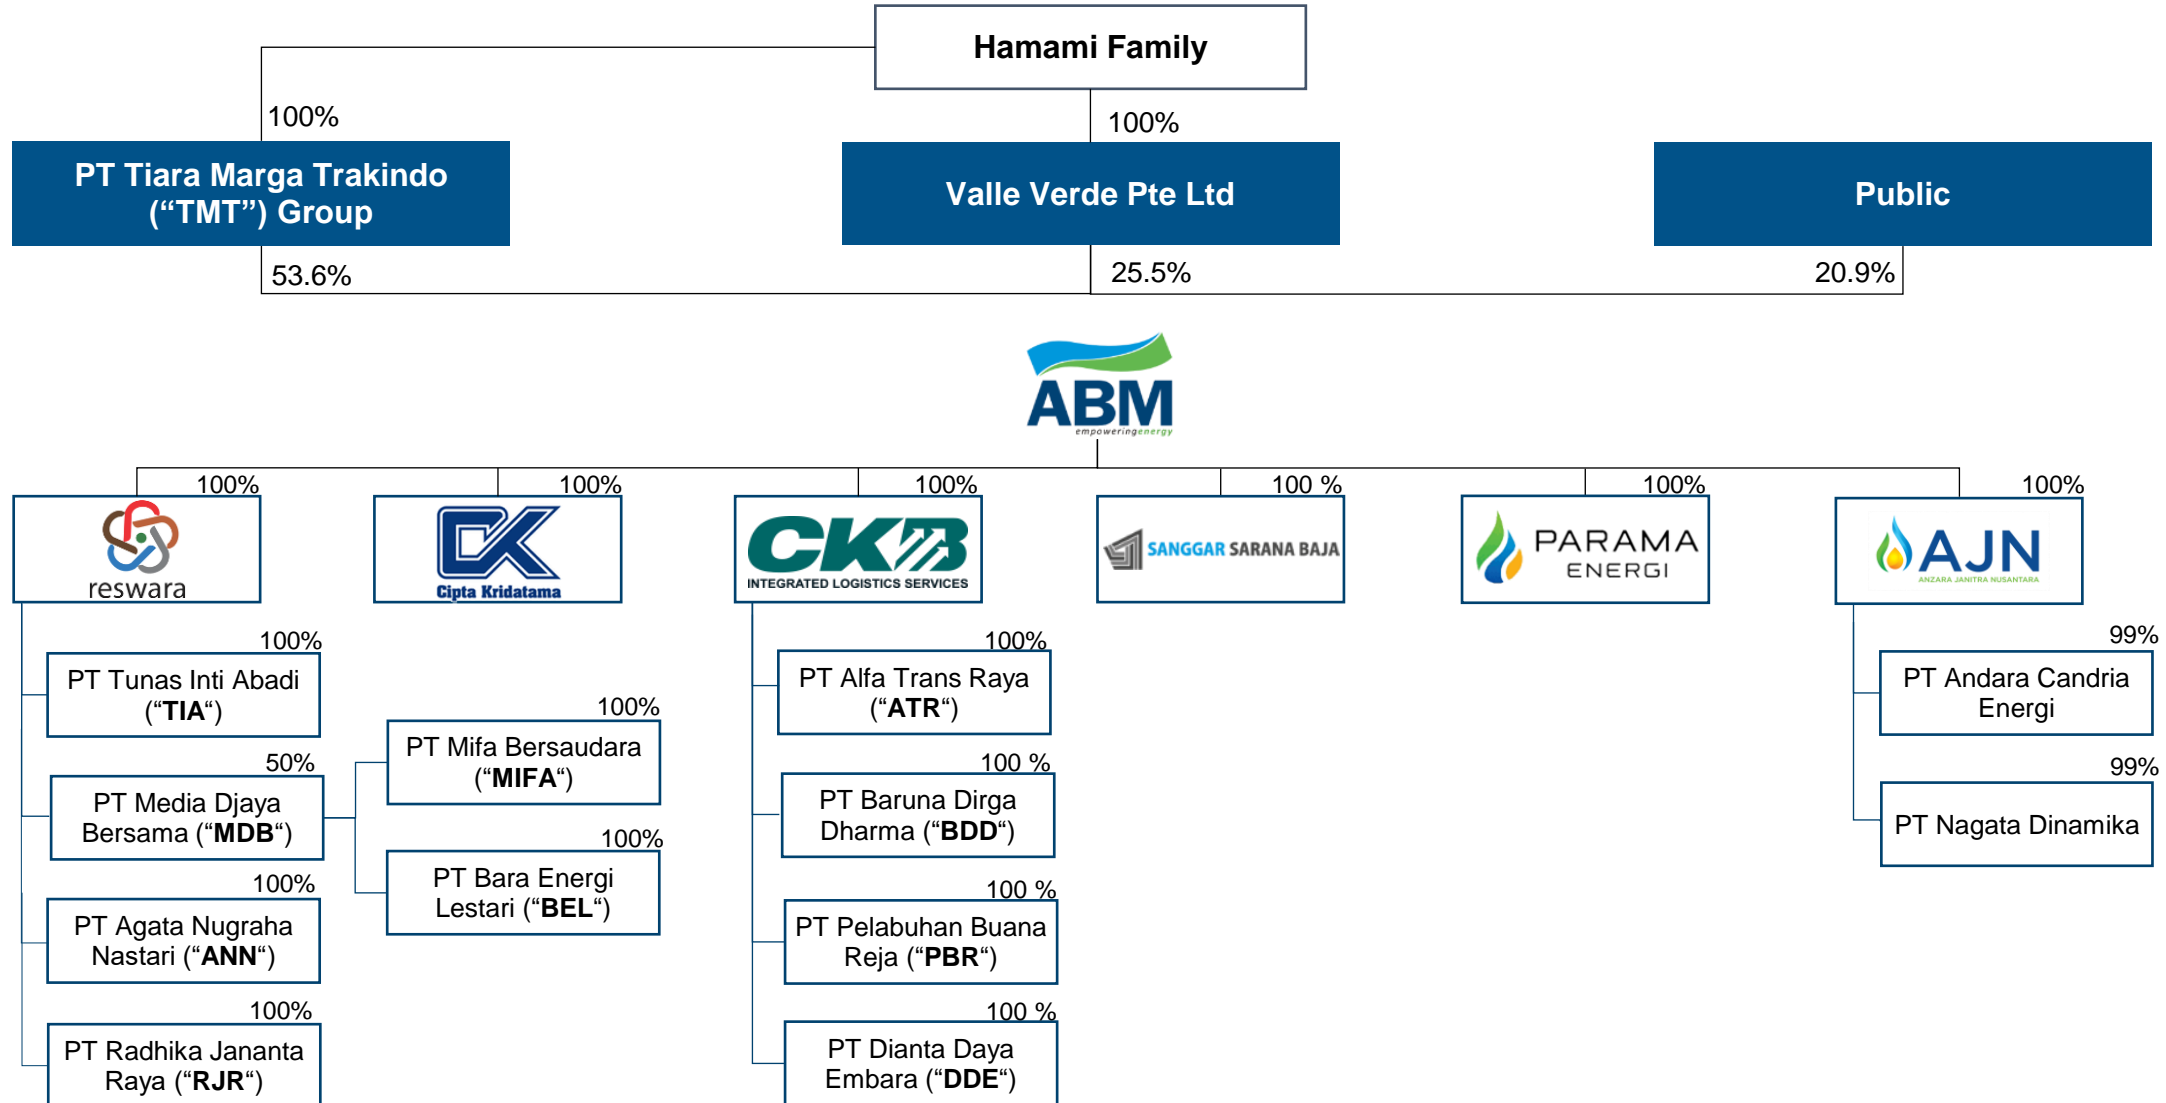 Hamami Family
100%
100%
PT Tiara Marga Trakindo
(“TMT”) Group
Valle Verde Pte Ltd
Public
53.6%
25.5%
20.9%
ABM
empoweringenergy
100%
100%
100%
100 %
100%
100%
reswara
CK
Cipta Kridatama
CKB
INTEGRATED LOGISTICS SERVICES
SANGGAR SARANA BAJA
PARAMA
ENERGI
AJN
ANZARA JANITRA NUSANTARA
100%
PT Tunas Inti Abadi
(“TIA“)
50%
PT Media Djaya
Bersama (“MDB“)
100%
PT Agata Nugraha
Nastari (“ANN“)
100%
PT Radhika Jananta
Raya (“RJR“)
100%
PT Mifa Bersaudara
(“MIFA“)
100%
PT Bara Energi
Lestari (“BEL“)
100%
PT Alfa Trans Raya
(“ATR“)
100 %
PT Baruna Dirga
Dharma (“BDD“)
100 %
PT Pelabuhan Buana
Reja (“PBR“)
100 %
PT Dianta Daya
Embara (“DDE“)
99%
PT Andara Candria
Energi
99%
PT Nagata Dinamika